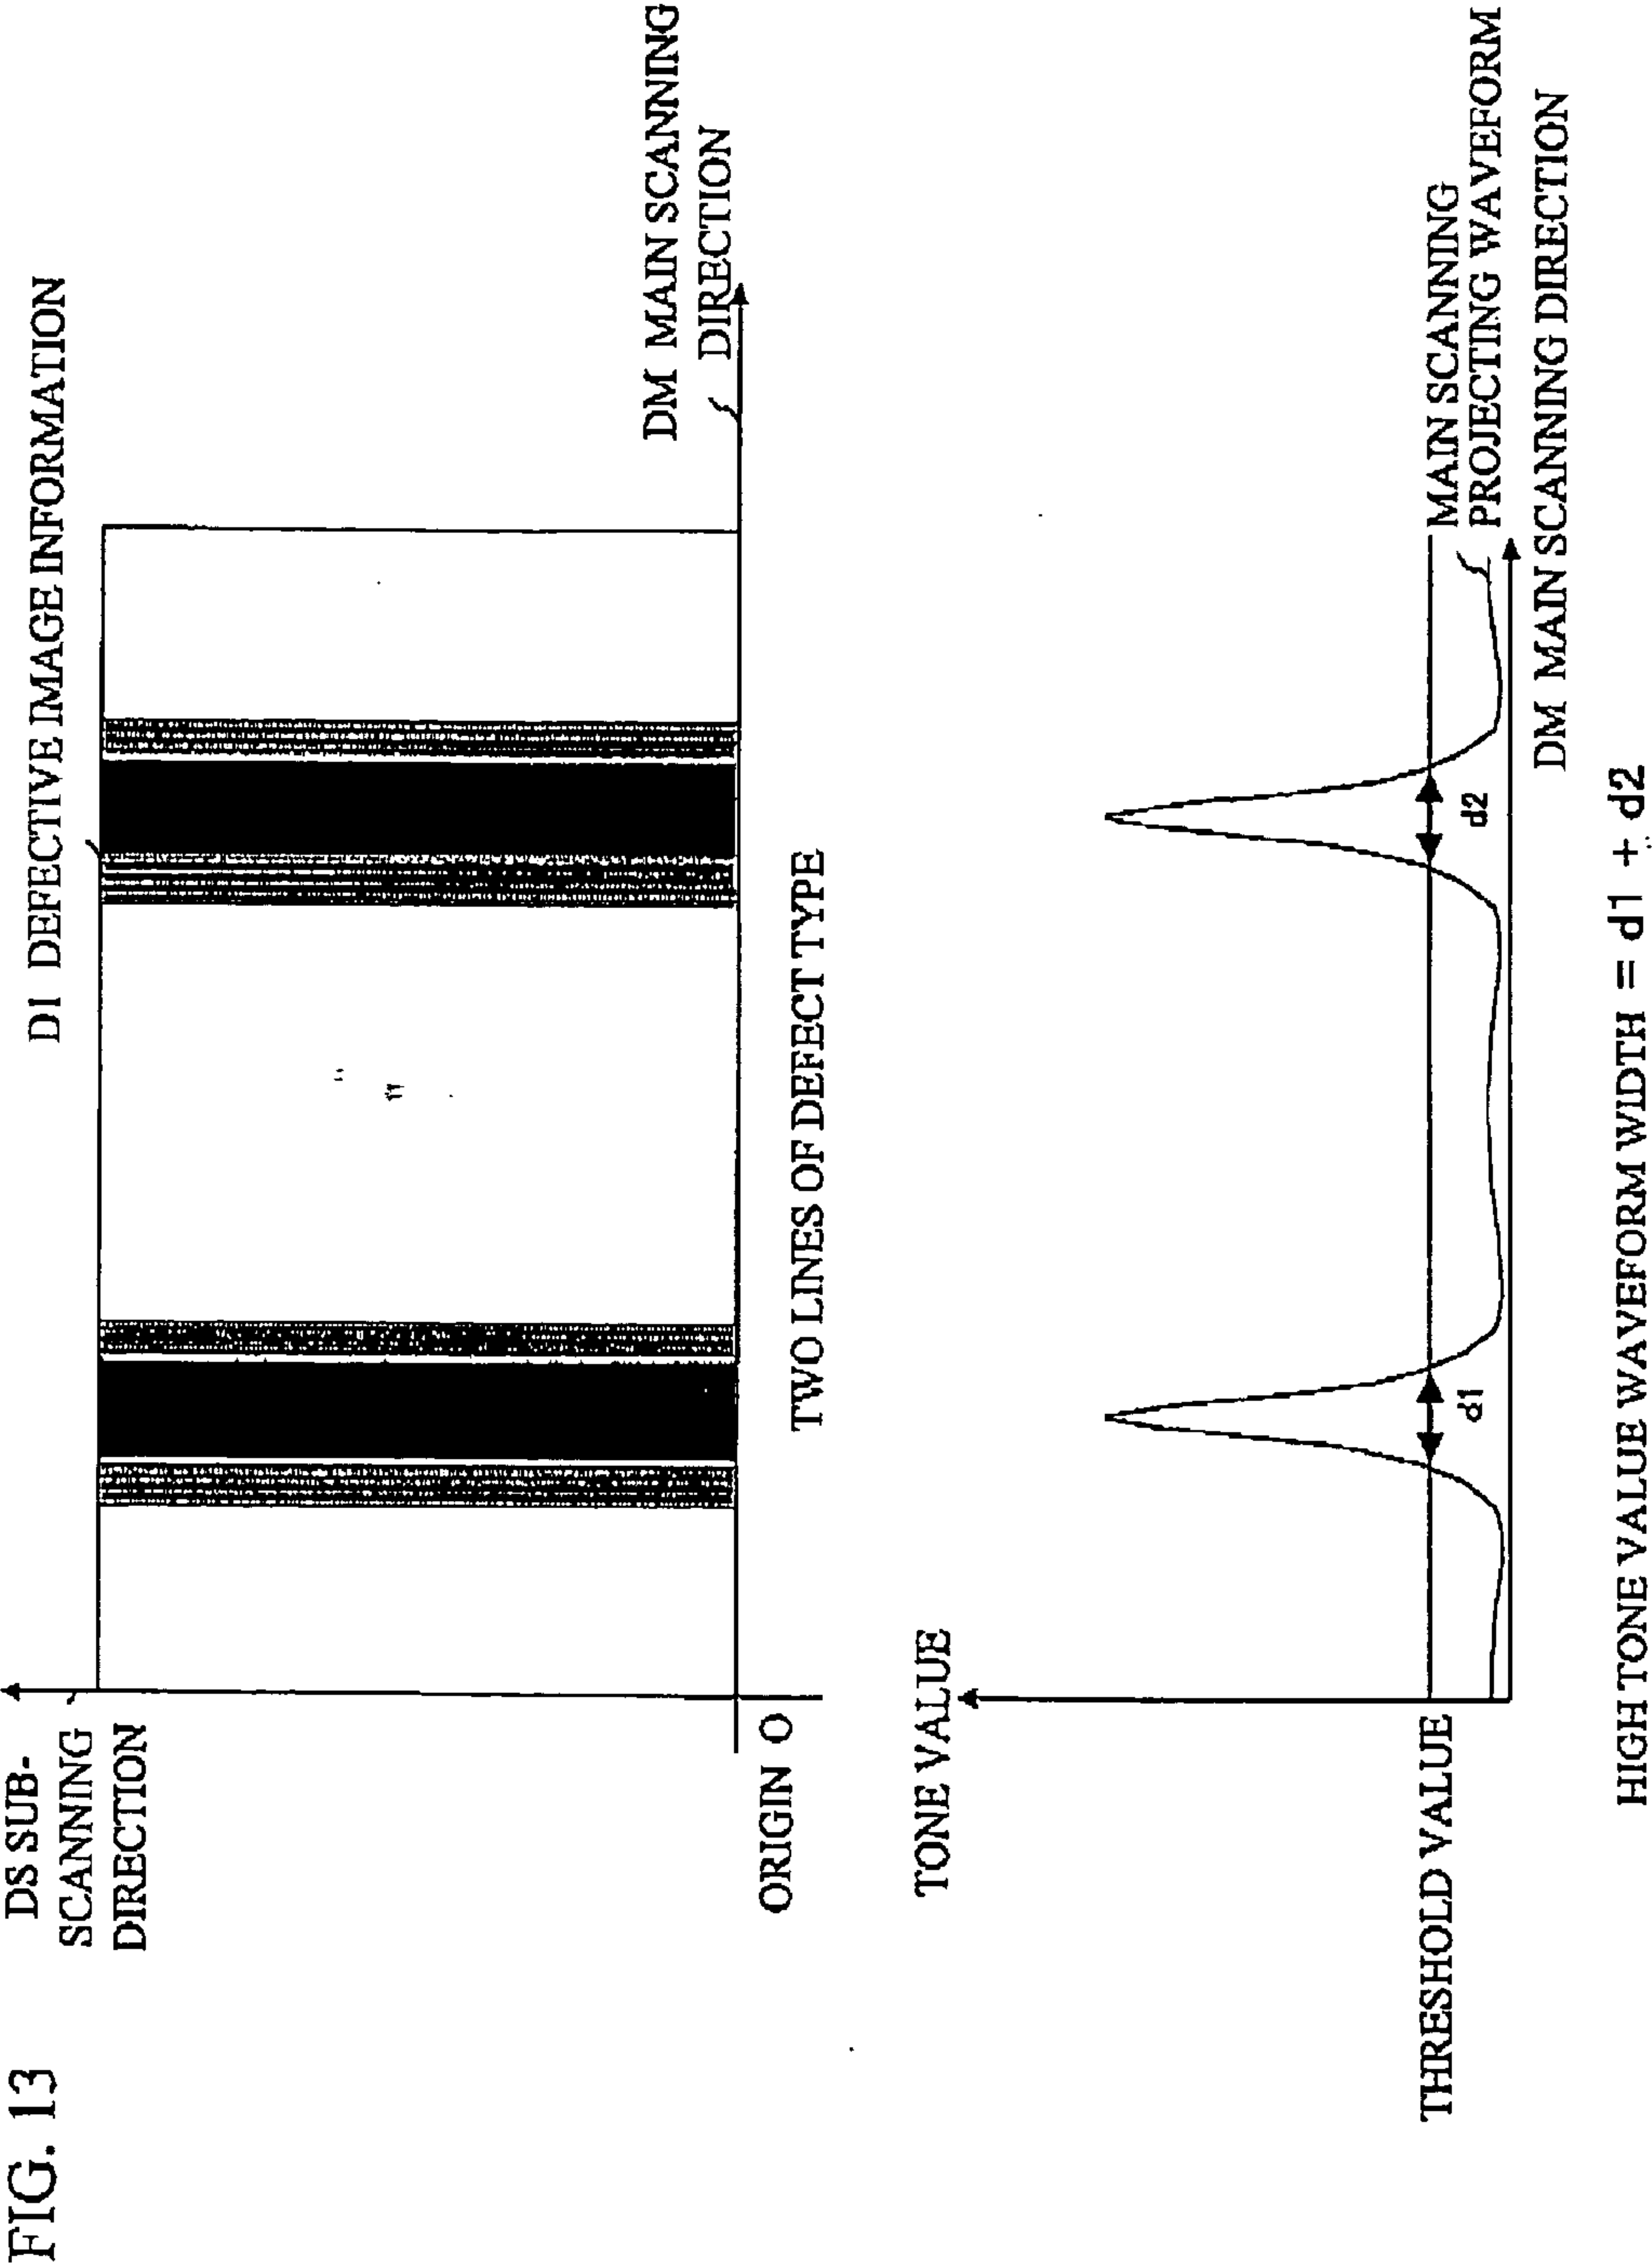 FIG. 13
DS SUB-
SCANNING
DIRECTION
DI DEFECTIVE IMAGE INFORMATION
DM MAIN SCANNING
DIRECTION
ORIGIN O
TWO LINES OF DEFECT TYPE
TONE VALUE
THRESHOLD VALUE
d1
d2
MAIN SCANNING
PROJECTING WAVEFORM
DM MAIN SCANNING DIRECTION
HIGH TONE VALUE WAVEFORM WIDTH = d1 + d2